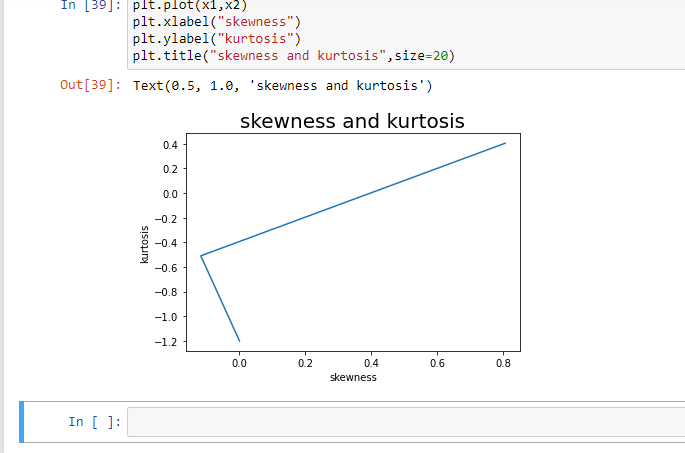 In [39]: plt.plot(x1,x2)
plt.xlabel("skewness")
plt.ylabel("kurtosis")
plt.title("skewness and kurtosis",size=20)
Out[39]: Text(0.5, 1.0, 'skewness and kurtosis')
skewness and kurtosis
0.4
0.2
0.0
−0.2
−0.4
−0.6
−0.8
−1.0
−1.2
kurtosis
0.0 0.2 0.4 0.6 0.8
skewness
In [ ]: